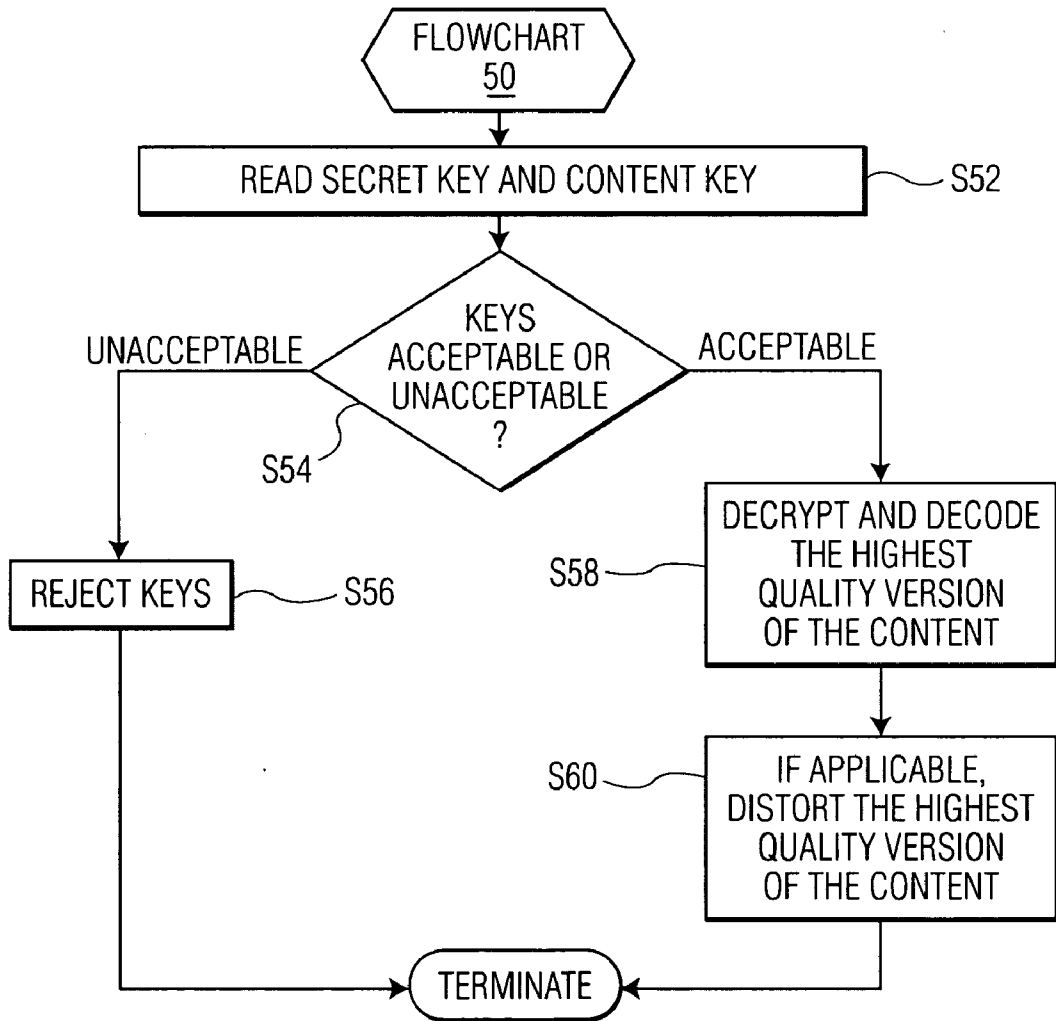 FLOWCHART
50
READ SECRET KEY AND CONTENT KEY
S52
KEYS
ACCEPTABLE OR
UNACCEPTABLE
?
UNACCEPTABLE
ACCEPTABLE
S54
REJECT KEYS
S56
DECRYPT AND DECODE
THE HIGHEST
QUALITY VERSION
OF THE CONTENT
S58
IF APPLICABLE,
DISTORT THE HIGHEST
QUALITY VERSION
OF THE CONTENT
S60
TERMINATE